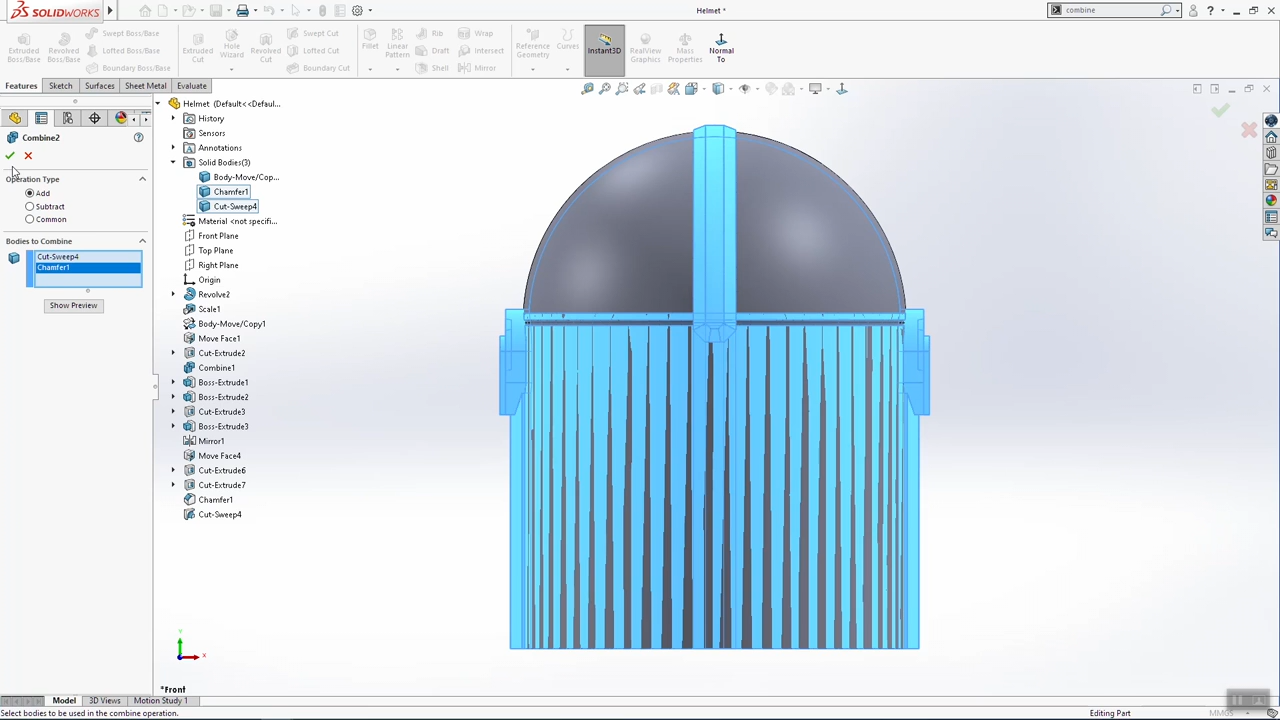 SOLIDWORKS
Helmet *
combine
Extruded Boss/Base
Revolved Boss/Base
Swept Boss/Base
Lofted Boss/Base
Boundary Boss/Base
Extruded Cut
Hole Wizard
Revolved Cut
Swept Cut
Lofted Cut
Boundary Cut
Fillet
Linear Pattern
Rib
Draft
Shell
Wrap
Intersect
Mirror
Reference Geometry
Curves
Instant3D
RealView Graphics
Mass Properties
Normal To
Features
Sketch
Surfaces
Sheet Metal
Evaluate
Combine2
Operation Type
Add
Subtract
Common
Bodies to Combine
Cut-Sweep4
Chamfer1
Show Preview
Helmet (Default<<Defaul...
History
Sensors
Annotations
Solid Bodies(3)
Body-Move/Cop...
Chamfer1
Cut-Sweep4
Material <not specifi...
Front Plane
Top Plane
Right Plane
Origin
Revolve2
Scale1
Body-Move/Copy1
Move Face1
Cut-Extrude2
Combine1
Boss-Extrude1
Boss-Extrude2
Cut-Extrude3
Boss-Extrude3
Mirror1
Move Face4
Cut-Extrude6
Cut-Extrude7
Chamfer1
Cut-Sweep4
Y
X
*Front
Model
3D Views
Motion Study 1
Select bodies to be used in the combine operation.
Editing Part
MMGS